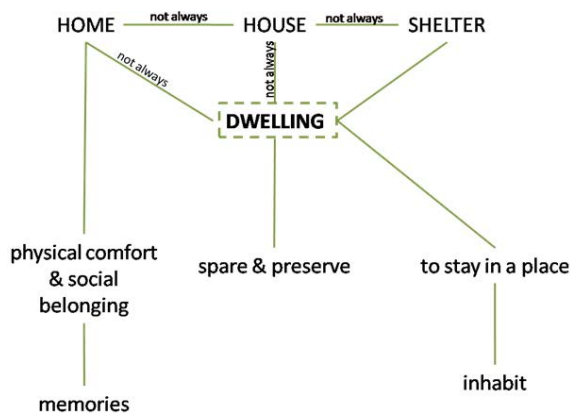 HOME not always HOUSE not always SHELTER
not always
not always
DWELLING
physical comfort
& social
belonging
spare & preserve
to stay in a place
memories
inhabit